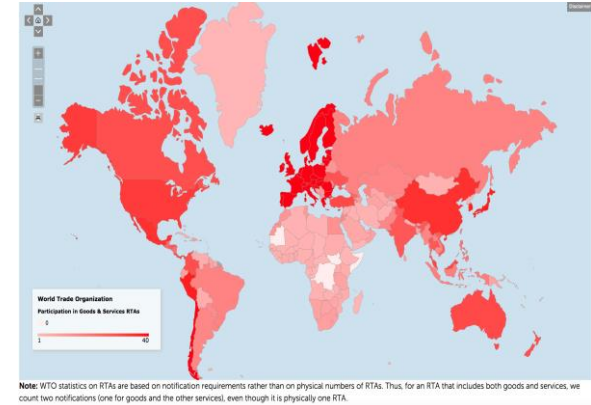 Disclaimer
World Trade Organization
Participation in Goods & Services RTAs
0
1 40
Note: WTO statistics on RTAs are based on notification requirements rather than on physical numbers of RTAs. Thus, for an RTA that includes both goods and services, we
count two notifications (one for goods and the other services), even though it is physically one RTA.